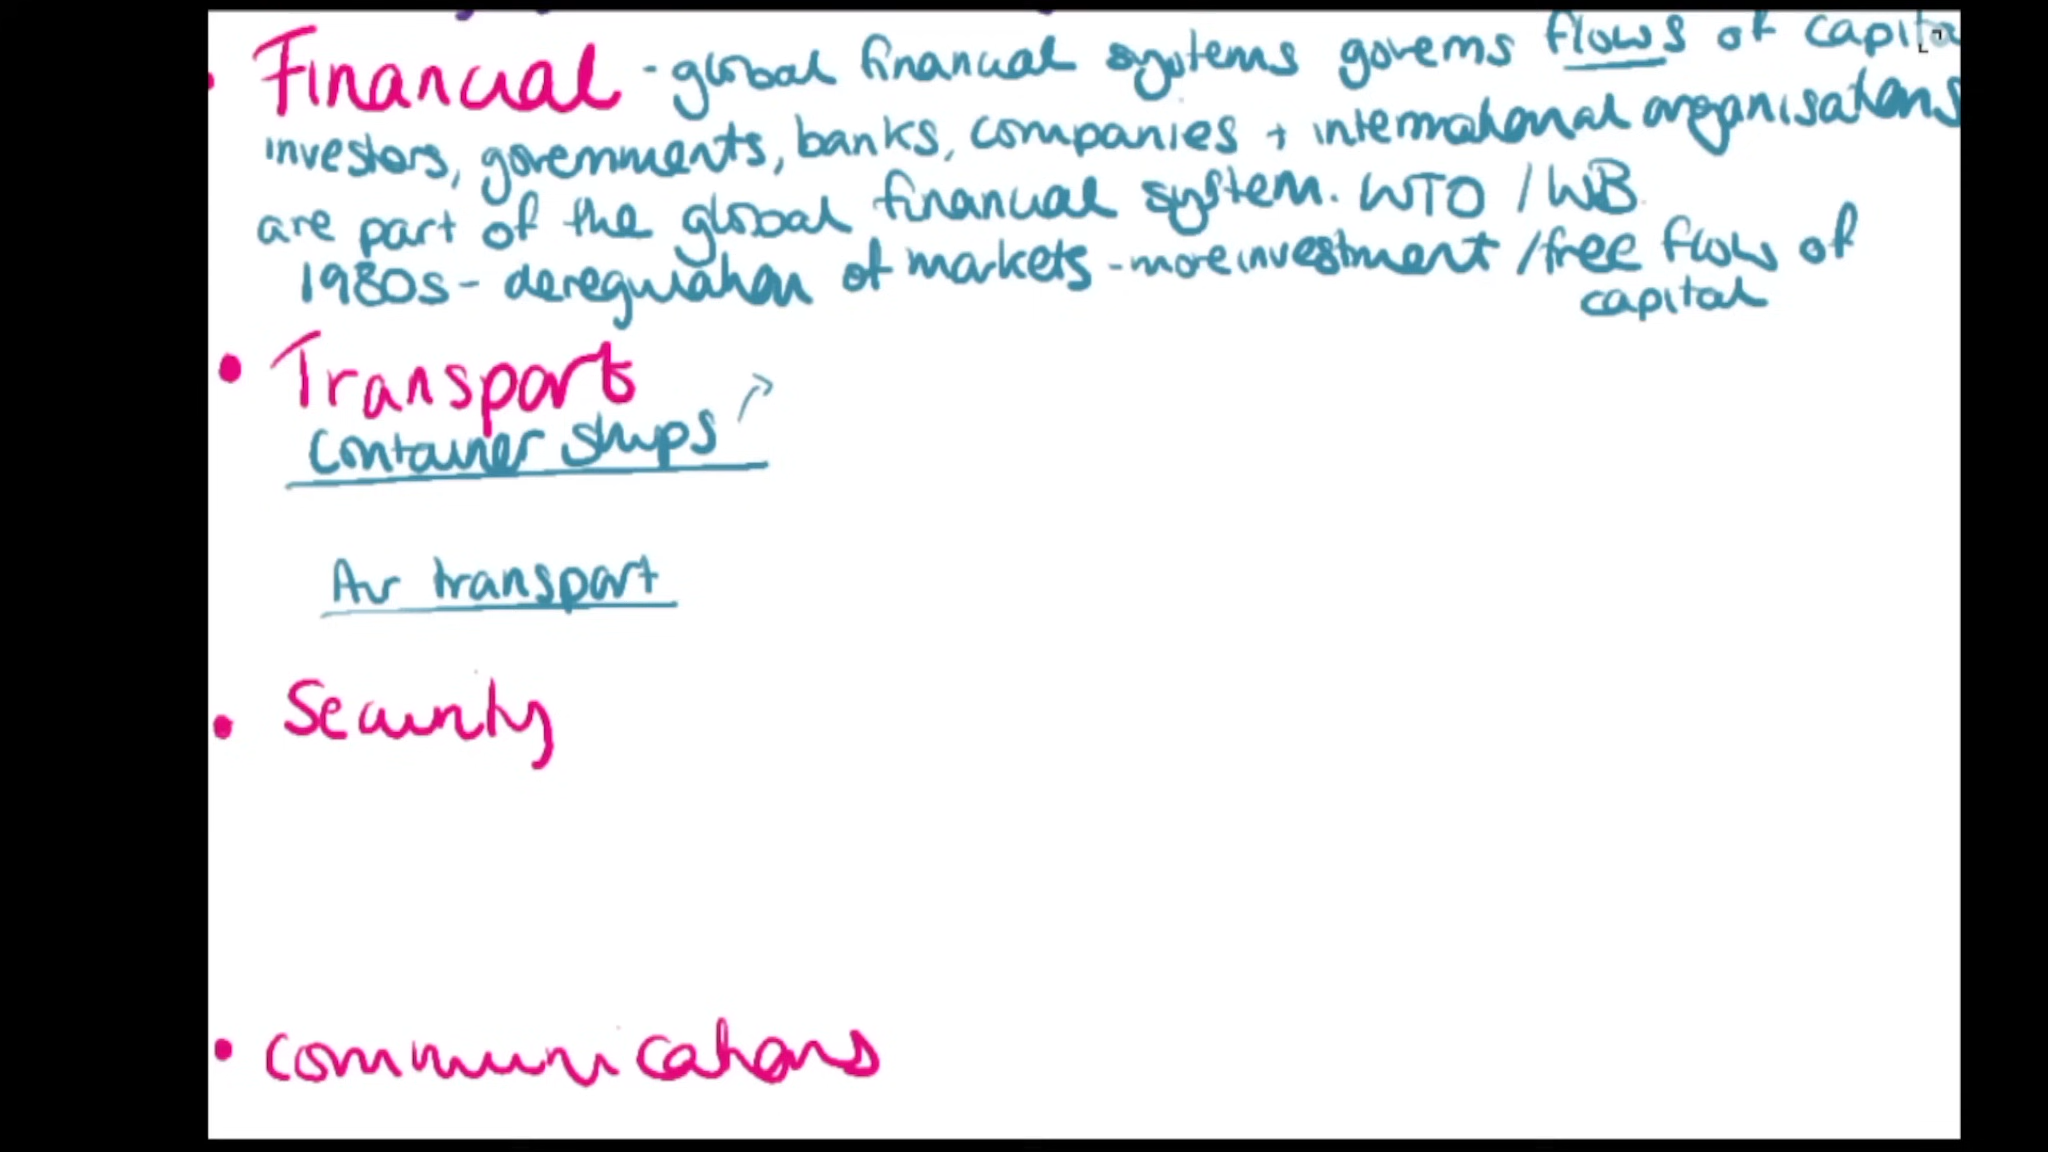 • Financial - global financial systems governs flows of capita
investors, governments, banks, companies + international organisations
are part of the global financial system. WTO / WB
1980s - deregulation of markets - more investment / free flow of
capital
• Transport
Container ships
Air transport
• Security
• Communications